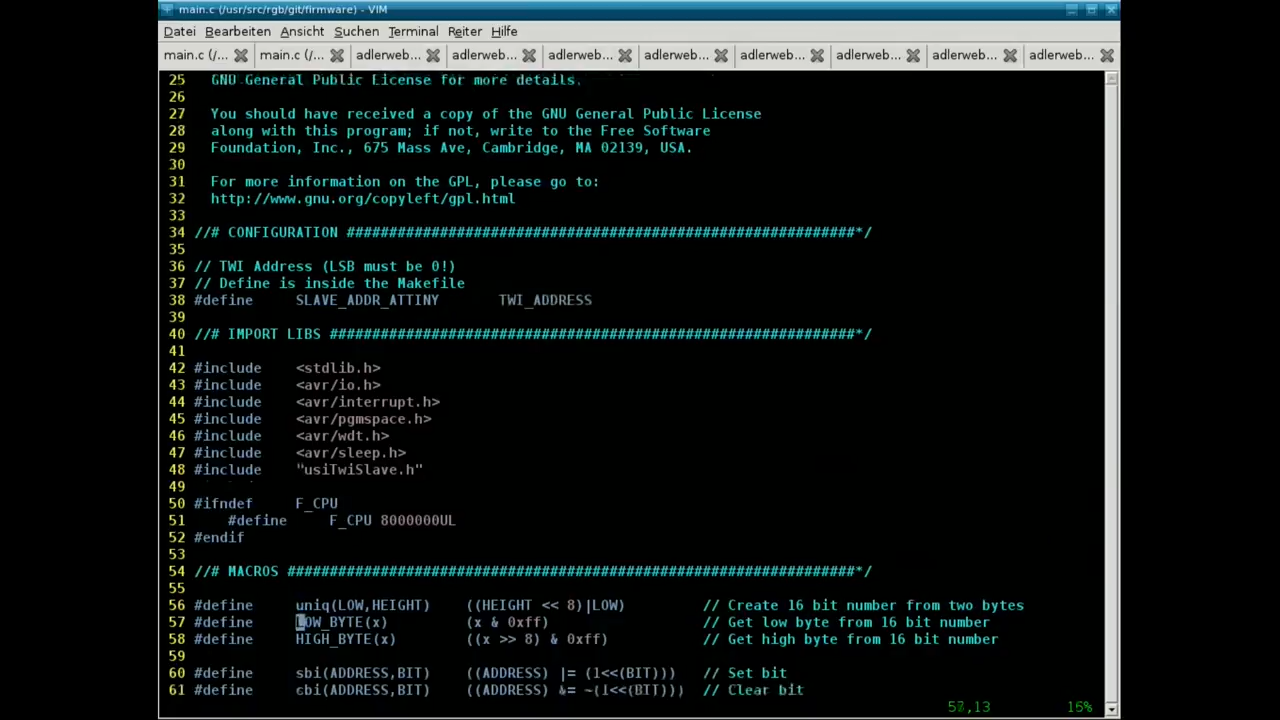 main.c (/usr/src/rgb/git/firmware) - VIM
Datei Bearbeiten Ansicht Suchen Terminal Reiter Hilfe
main.c (/... main.c (/... adlerweb... adlerweb... adlerweb... adlerweb... adlerweb... adlerweb... adlerweb... adlerweb...
25 GNU General Public License for more details.
26
27 You should have received a copy of the GNU General Public License
28 along with this program; if not, write to the Free Software
29 Foundation, Inc., 675 Mass Ave, Cambridge, MA 02139, USA.
30
31 For more information on the GPL, please go to:
32 http://www.gnu.org/copyleft/gpl.html
33
34 //# CONFIGURATION ############################################################*/
35
36 // TWI Address (LSB must be 0!)
37 // Define is inside the Makefile
38 #define SLAVE_ADDR_ATTINY TWI_ADDRESS
39
40 //# IMPORT LIBS ##############################################################*/
41
42 #include <stdlib.h>
43 #include <avr/io.h>
44 #include <avr/interrupt.h>
45 #include <avr/pgmspace.h>
46 #include <avr/wdt.h>
47 #include <avr/sleep.h>
48 #include "usiTwiSlave.h"
49
50 #ifndef F_CPU
51 #define F_CPU 8000000UL
52 #endif
53
54 //# MACROS ###################################################################*/
55
56 #define uniq(LOW,HEIGHT) ((HEIGHT << 8)|LOW) // Create 16 bit number from two bytes
57 #define LOW_BYTE(x) (x & 0xff) // Get low byte from 16 bit number
58 #define HIGH_BYTE(x) ((x >> 8) & 0xff) // Get high byte from 16 bit number
59
60 #define sbi(ADDRESS,BIT) ((ADDRESS) |= (1<<(BIT))) // Set bit
61 #define cbi(ADDRESS,BIT) ((ADDRESS) &= ~(1<<(BIT))) // Clear bit
57,13 16%